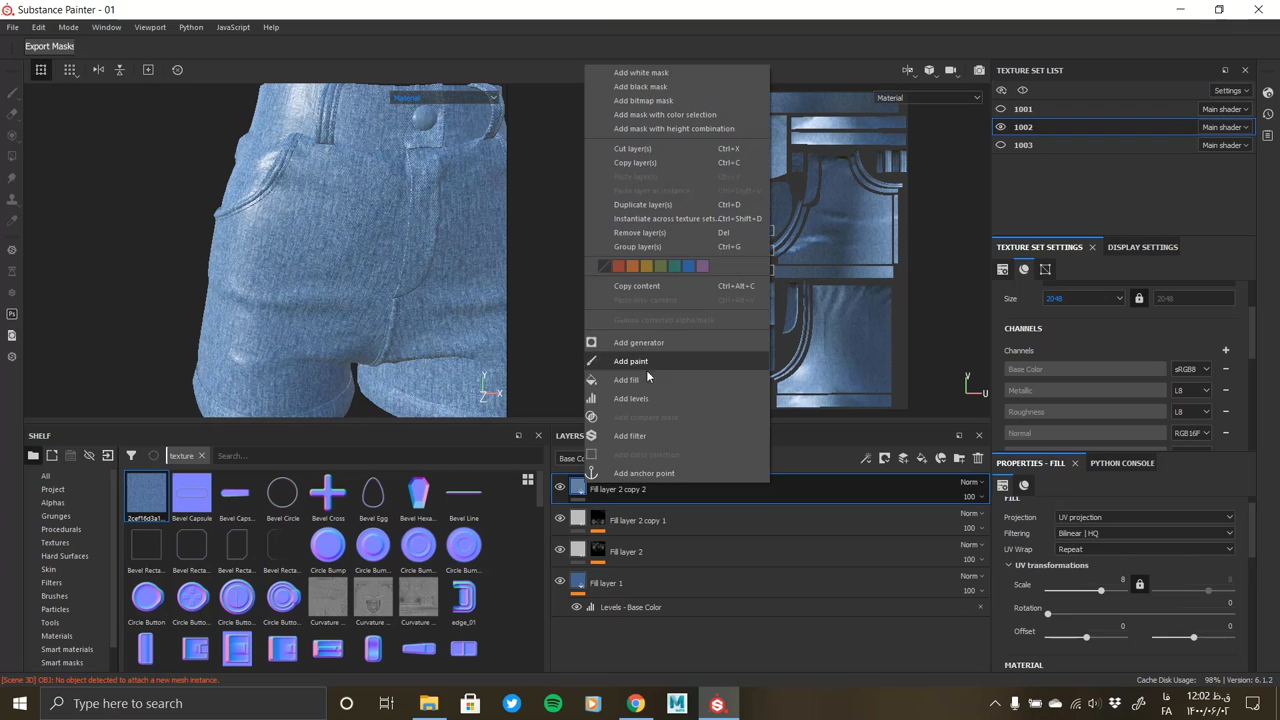 Substance Painter - 01
File Edit Mode Window Viewport Python JavaScript Help
Export Masks
Material
Material
Add white mask
Add black mask
Add bitmap mask
Add mask with color selection
Add mask with height combination
Cut layer(s) Ctrl+X
Copy layer(s) Ctrl+C
Duplicate layer(s) Ctrl+D
Instantiate across texture sets... Ctrl+Shift+D
Remove layer(s) Del
Group layer(s) Ctrl+G
Copy content Ctrl+Alt+C
Add generator
Add paint
Add fill
Add levels
Add filter
Add color selection
Add anchor point
Y
Z X
V
U
TEXTURE SET LIST
Settings
1001 Main shader
1002 Main shader
1003 Main shader
TEXTURE SET SETTINGS DISPLAY SETTINGS
Size 2048 2048
CHANNELS
Channels
Base Color sRGB8
Metallic L8
Roughness L8
Normal RGB16F
PROPERTIES - FILL PYTHON CONSOLE
FILL
Projection UV projection
Filtering Bilinear | HQ
UV Wrap Repeat
UV transformations
Scale 8 8
Rotation 0
Offset 0 0
MATERIAL
SHELF
texture Search...
All
Project
Alphas
Grunges
Procedurals
Textures
Hard Surfaces
Skin
Filters
Brushes
Particles
Tools
Materials
Smart materials
Smart masks
2cef16d3a1... Bevel Capsule Bevel Caps... Bevel Circle Bevel Cross Bevel Egg Bevel Hexa... Bevel Line
Bevel Recta... Bevel Recta... Bevel Recta... Circle Bump Circle Bum... Circle Bum... Circle Bum...
Circle Button Circle Butto... Circle Butto... Circle Butto... Curvature ... Curvature ... Curvature ... edge_01
LAYERS
Base Co
Fill layer 2 copy 2 Norm 100
Fill layer 2 copy 1 Norm 100
Fill layer 2 Norm 100
Fill layer 1 Norm 100
Levels - Base Color
[Scene 3D] OBJ: No object detected to attach a new mesh instance.
Cache Disk Usage: 98% | Version: 6.1.2
Type here to search
12:02 ق.ظ
فا
FA